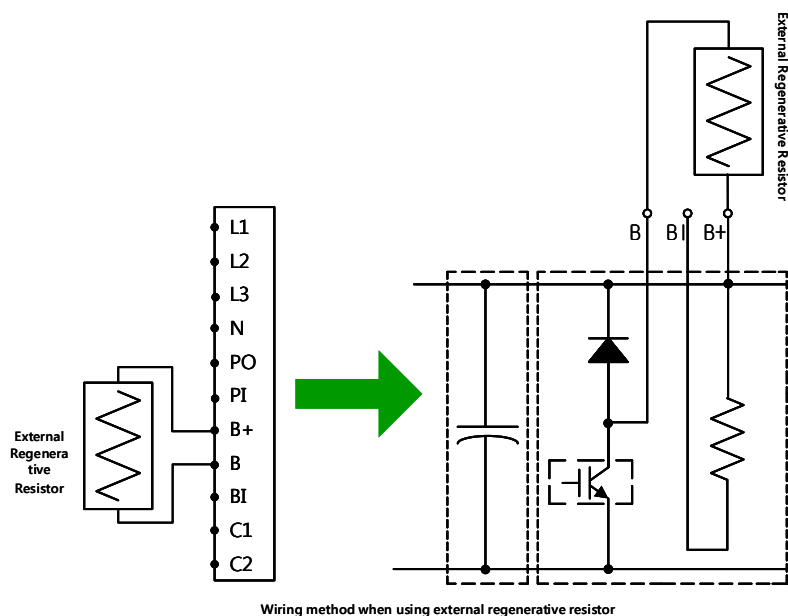 External Regenerative Resistor
B
BI
B+
L1
L2
L3
N
PO
PI
B+
B
BI
C1
C2
External
Regenera
tive
Resistor
Wiring method when using external regenerative resistor